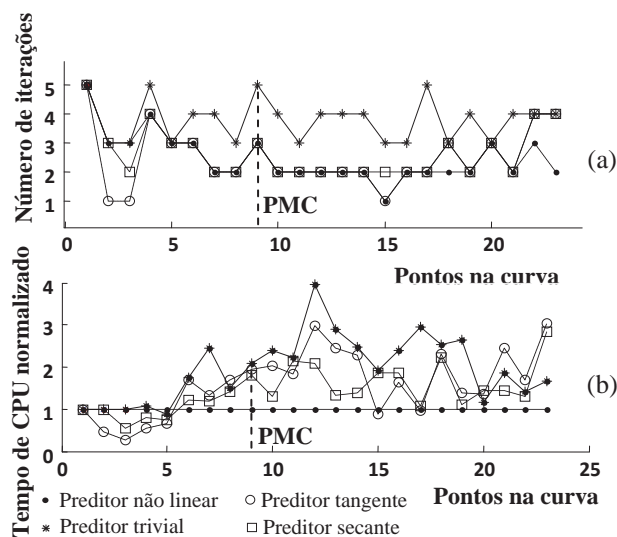 Número de iterações
5
4
3
2
1
0
5
10
15
20
PMC
(a)
Pontos na curva
Tempo de CPU normalizado
4
3
2
1
0
0
5
10
15
20
25
PMC
(b)
Pontos na curva
Preditor não linear
Preditor tangente
Preditor trivial
Preditor secante